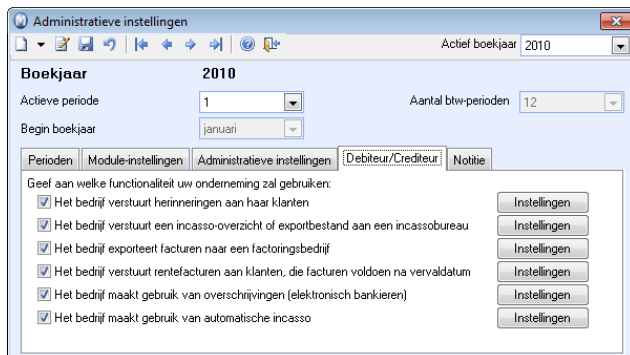 Administratieve instellingen
Actief boekjaar 2010
Boekjaar 2010
Actieve periode 1 Aantal btw-perioden 12
Begin boekjaar januari
Perioden Module-instellingen Administratieve instellingen Debiteur/Crediteur Notitie
Geef aan welke functionaliteit uw onderneming zal gebruiken:
Het bedrijf verstuurt herinneringen aan haar klanten Instellingen
Het bedrijf verstuurt een incasso-overzicht of exportbestand aan een incassobureau Instellingen
Het bedrijf exporteert facturen naar een factoringsbedrijf Instellingen
Het bedrijf verstuurt rentefacturen aan klanten, die facturen voldoen na vervaldatum Instellingen
Het bedrijf maakt gebruik van overschrijvingen (elektronisch bankieren) Instellingen
Het bedrijf maakt gebruik van automatische incasso Instellingen